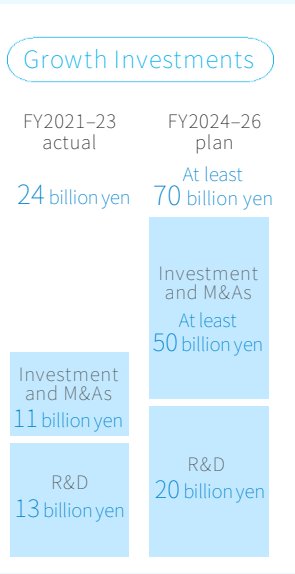 Growth Investments
FY2021–23
actual
24 billion yen
Investment
and M&As
11 billion yen
R&D
13 billion yen
FY2024–26
plan
At least
70 billion yen
Investment
and M&As
At least
50 billion yen
R&D
20 billion yen